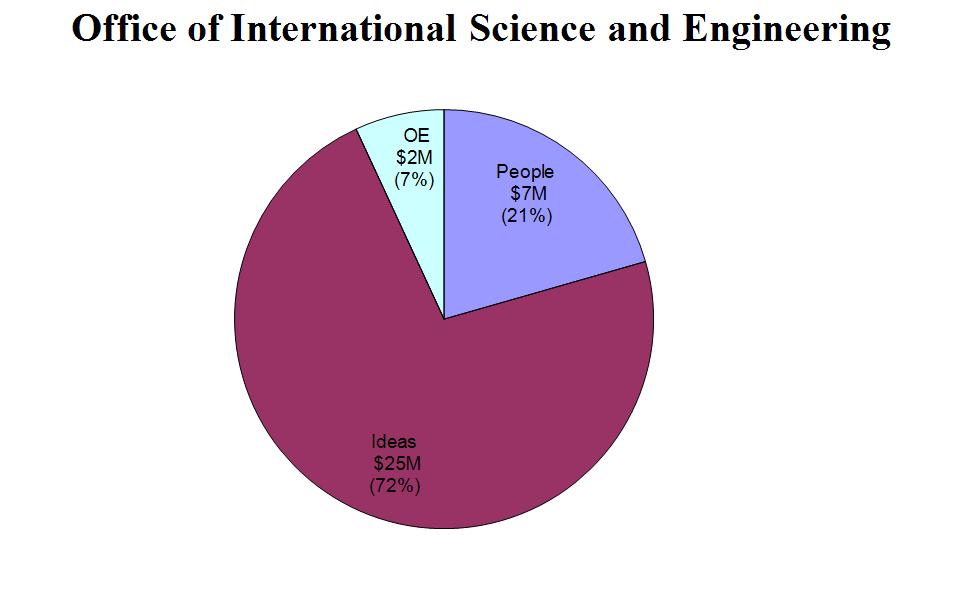 Office of International Science and Engineering
OE
$2M
(7%)
People
$7M
(21%)
Ideas
$25M
(72%)